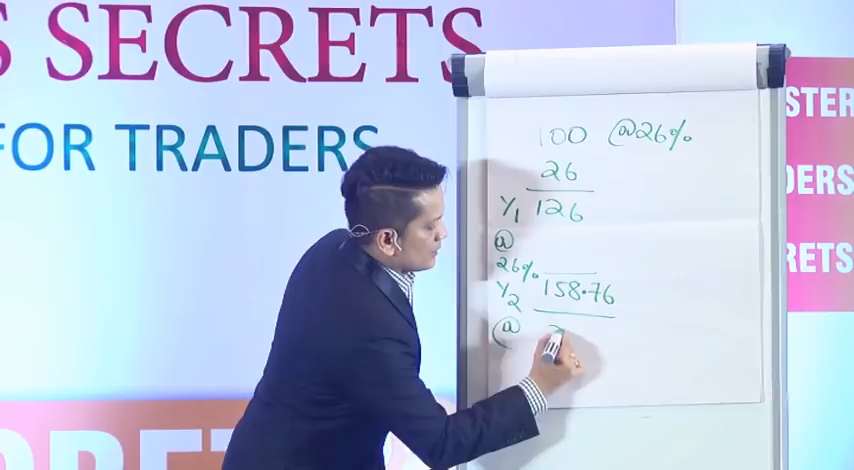 S SECRETS
FOR TRADERS
100 @26%
26
Y1 126
@
26%
Y2 158.76
@
STER
DERS
RETS